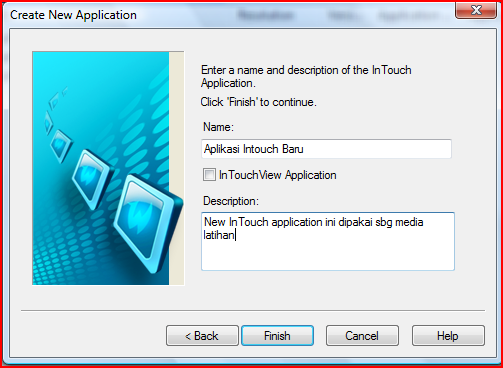 Create New Application
Enter a name and description of the InTouch
Application.
Click 'Finish' to continue.
Name:
Aplikasi Intouch Baru
InTouchView Application
Description:
New InTouch application ini dipakai sbg media
latihan
< Back
Finish
Cancel
Help